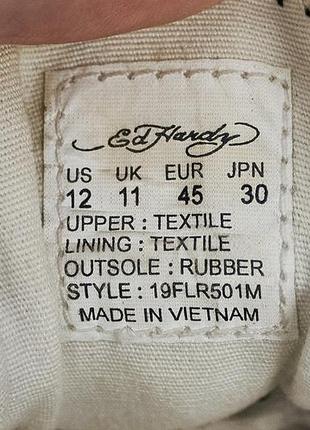 Ed Hardy
US UK EUR JPN
12 11 45 30
UPPER : TEXTILE
LINING : TEXTILE
OUTSOLE : RUBBER
STYLE : 19FLR501M
MADE IN VIETNAM